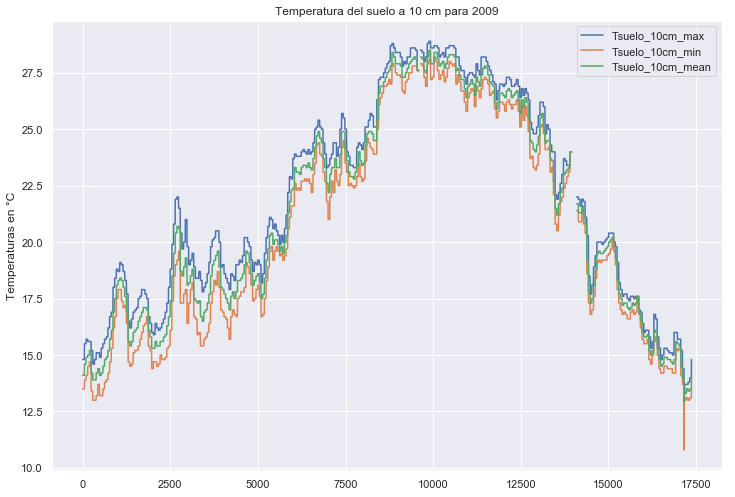 Temperatura del suelo a 10 cm para 2009
Tsuelo_10cm_max
Tsuelo_10cm_min
Tsuelo_10cm_mean
Temperaturas en °C
27.5
25.0
22.5
20.0
17.5
15.0
12.5
10.0
0 2500 5000 7500 10000 12500 15000 17500